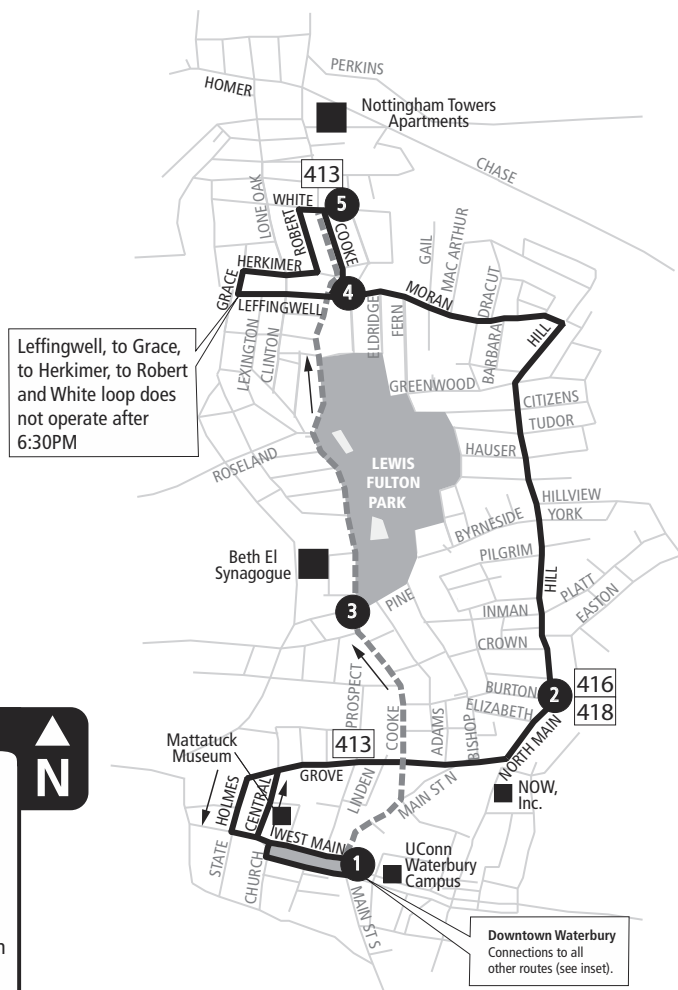 PERKINS
HOMER
Nottingham Towers
Apartments
CHASE
413
WHITE
5
LONE OAK
ROBERT
COOKE
GAIL
MAC ARTHUR
DRACUT
HERKIMER
GRACE
4
MORAN
LEFFINGWELL
ELDRIDGE
FERN
BARBARA
HILL
Leffingwell, to Grace,
to Herkimer, to Robert
and White loop does
not operate after
6:30PM
LEXINGTON
CLINTON
GREENWOOD
CITIZENS
TUDOR
HAUSER
ROSELAND
LEWIS
FULTON
PARK
HILLVIEW
YORK
BYRNESIDE
PILGRIM
Beth El
Synagogue
HILL
PLATT
EASTON
PINE
3
INMAN
CROWN
BURTON
2
416
ELIZABETH
418
PROSPECT
COOKE
ADAMS
BISHOP
NORTH MAIN
Mattatuck
Museum
413
N
GROVE
HOLMES
CENTRAL
LINDEN
MAIN ST N
NOW,
Inc.
WEST MAIN
STATE
CHURCH
1
UConn
Waterbury
Campus
MAIN ST S
Downtown Waterbury
Connections to all
other routes (see inset).